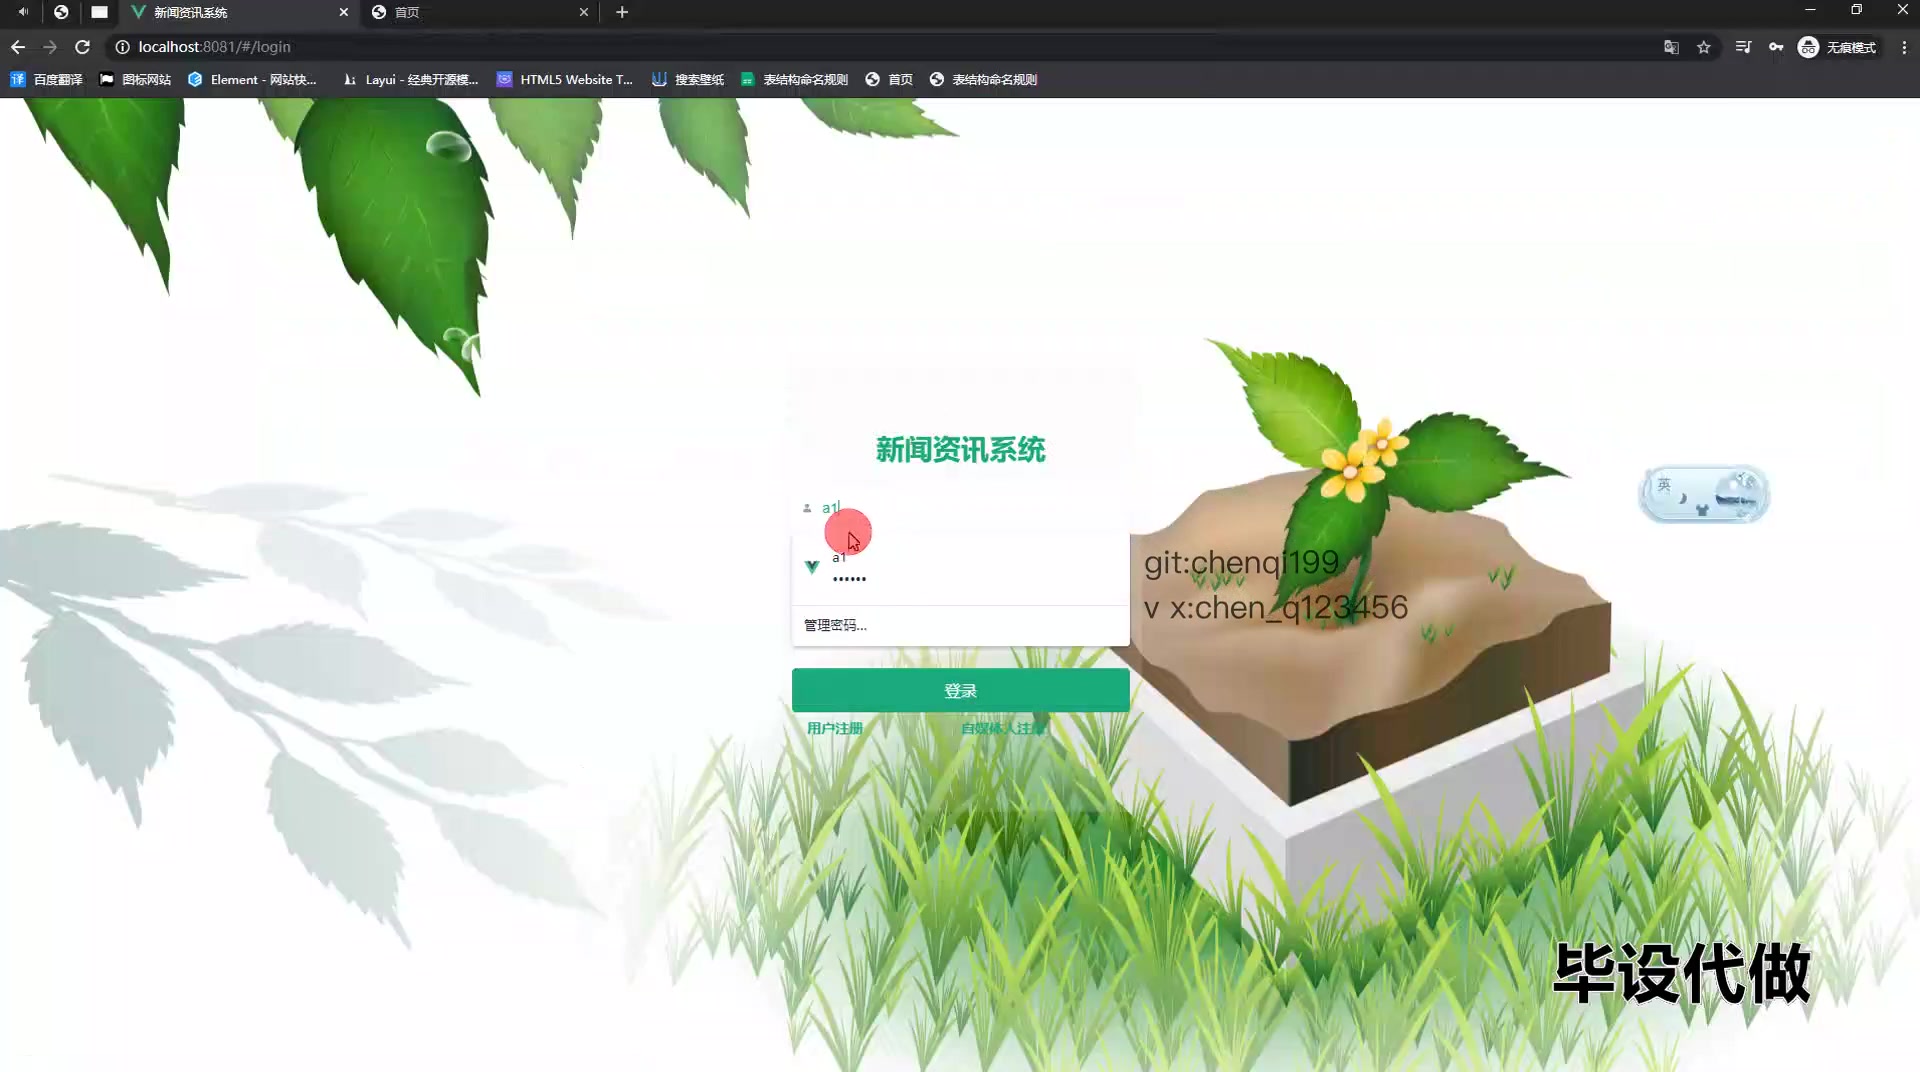 新闻资讯系统
首页
localhost:8081/#/login
无痕模式
百度翻译
图标网站
Element - 网站快...
Layui - 经典开源模...
HTML5 Website T...
搜索壁纸
表结构命名规则
首页
表结构命名规则
新闻资讯系统
a1
英
a1
••••••
管理密码...
git:chenqi199
v x:chen_q123456
登录
用户注册
自媒体人注册
毕设代做